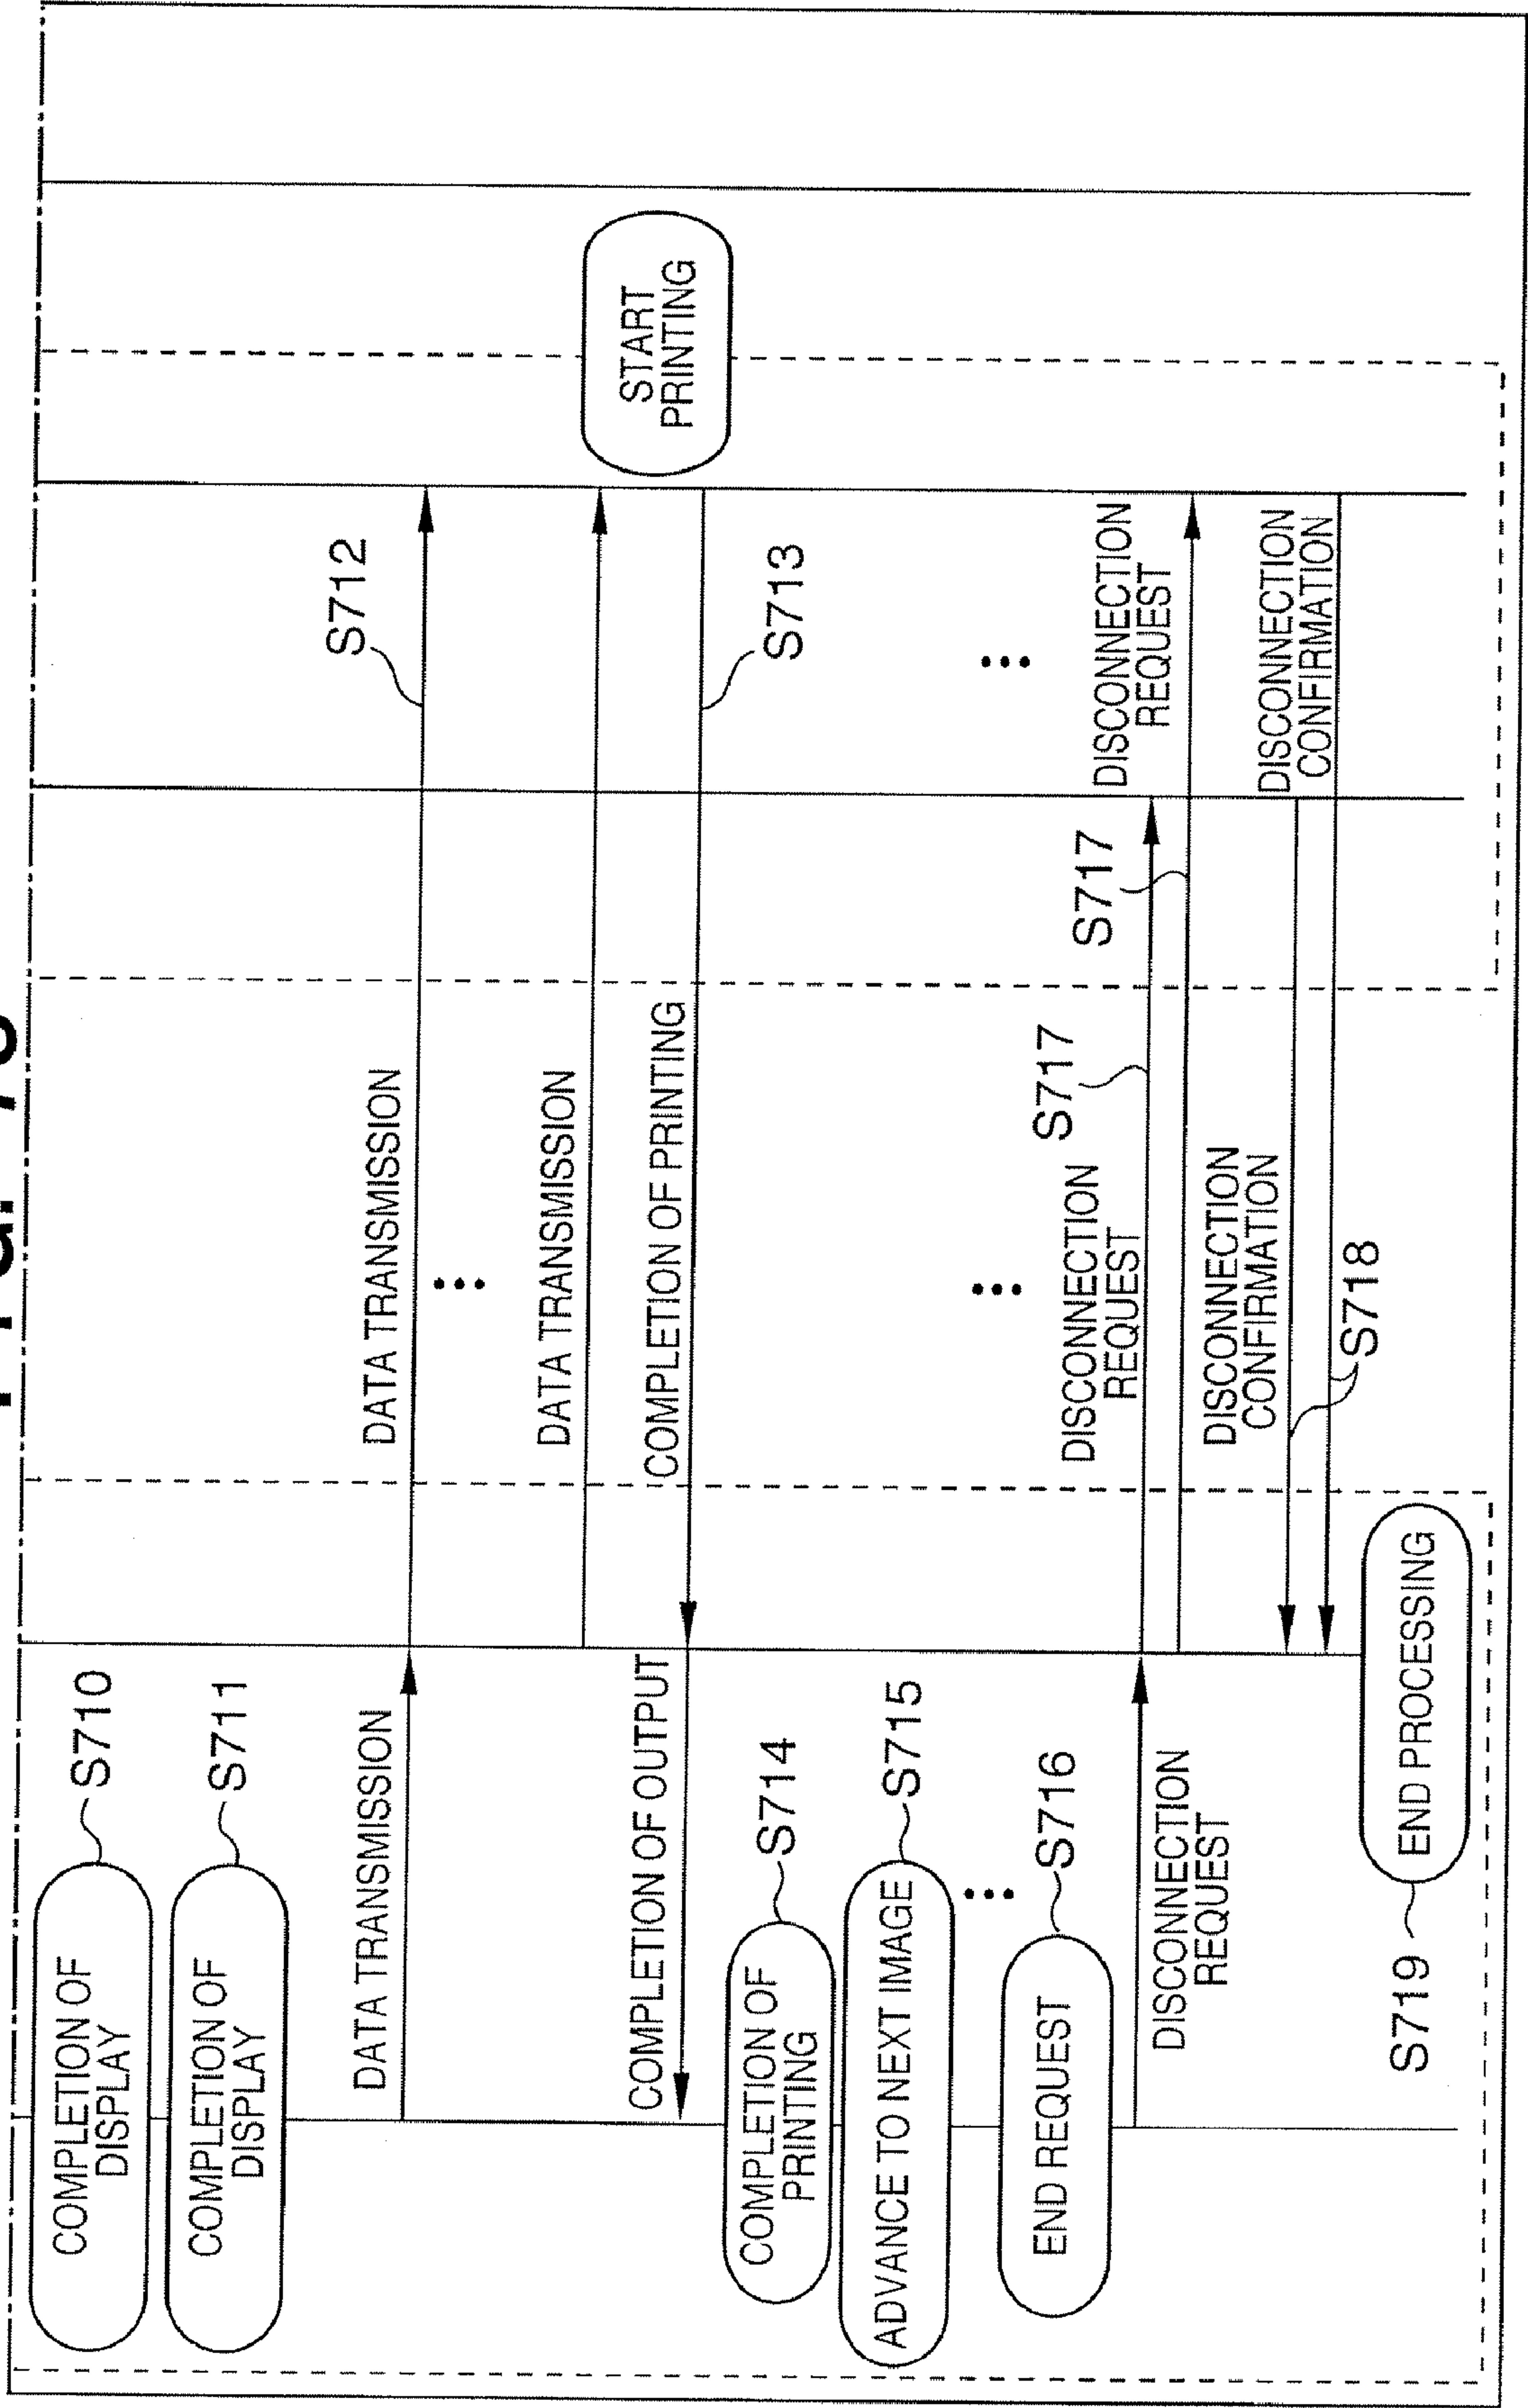 COMPLETION OF
DISPLAY
S710
COMPLETION OF
DISPLAY
S711
DATA TRANSMISSION
DATA TRANSMISSION
S712
DATA TRANSMISSION
START
PRINTING
COMPLETION OF OUTPUT
COMPLETION OF PRINTING
S713
COMPLETION OF
PRINTING
S714
ADVANCE TO NEXT IMAGE
S715
END REQUEST
S716
DISCONNECTION
REQUEST
DISCONNECTION
REQUEST
S717
S717
DISCONNECTION
REQUEST
DISCONNECTION
CONFIRMATION
DISCONNECTION
CONFIRMATION
S718
S719
END PROCESSING